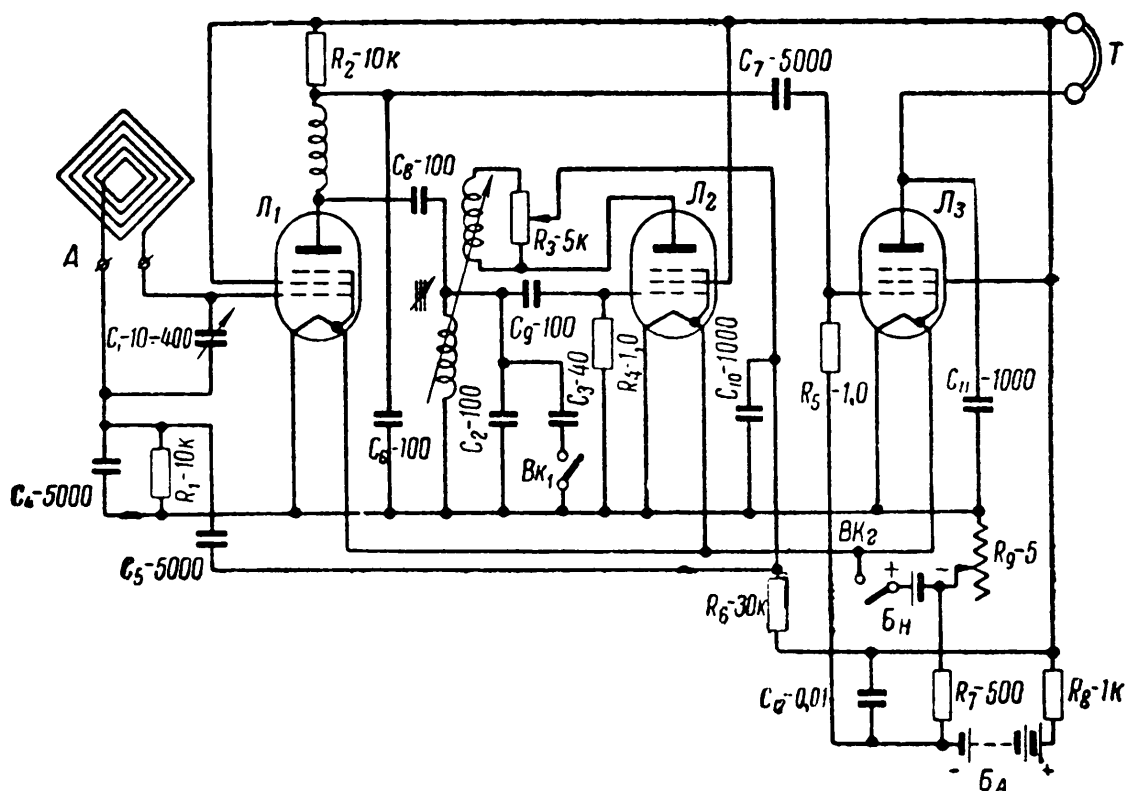 R₂-10к
C₇-5000
T
C₈-100
Л₁
Л₂
Л₃
R₃-5к
А
C₁-10÷400
C₉-100
C₃-40
R₄-1,0
C₁₀-1000
R₅-1,0
C₁₁-1000
C₂-100
C₆-100
R₁-10к
C₄-5000
Вк₁
C₅-5000
ВК₂
R₉-5
+
-
Бн
R₆-30к
C₁₂-0,01
R₇-500
R₈-1к
-
+
БА